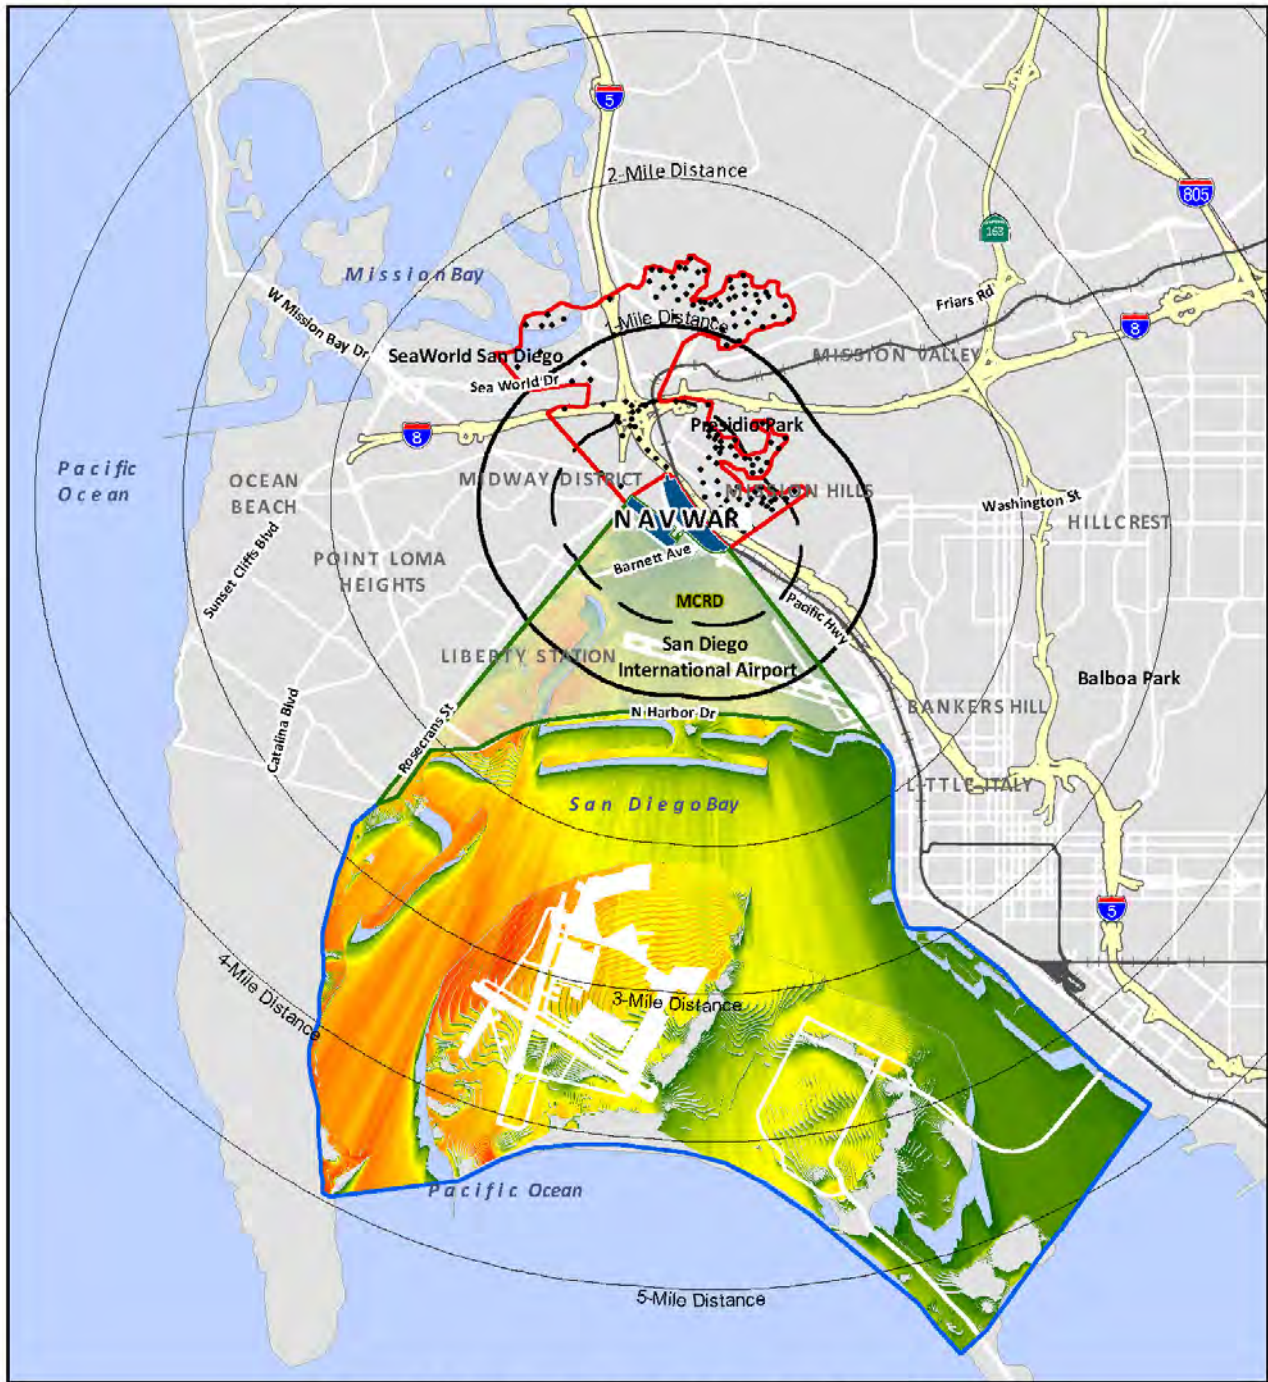 5
805
2-Mile Distance
163
Mission Bay
Friars Rd
W Mission Bay Dr
1-Mile Distance
8
SeaWorld San Diego
MISSION VALLEY
Sea World Dr
Presidio Park
8
Pacific
Ocean
OCEAN
BEACH
MIDWAY DISTRICT
MISSION HILLS
Washington St
HILLCREST
NAVWAR
Sunset Cliffs Blvd
POINT LOMA
HEIGHTS
Barnett Ave
MCRD
Pacific Hwy
San Diego
International Airport
LIBERTY STATION
Balboa Park
Catalina Blvd
Rosecrans St
N Harbor Dr
BANKERS HILL
LITTLE ITALY
San Diego Bay
5
4-Mile Distance
3-Mile Distance
Pacific Ocean
5-Mile Distance